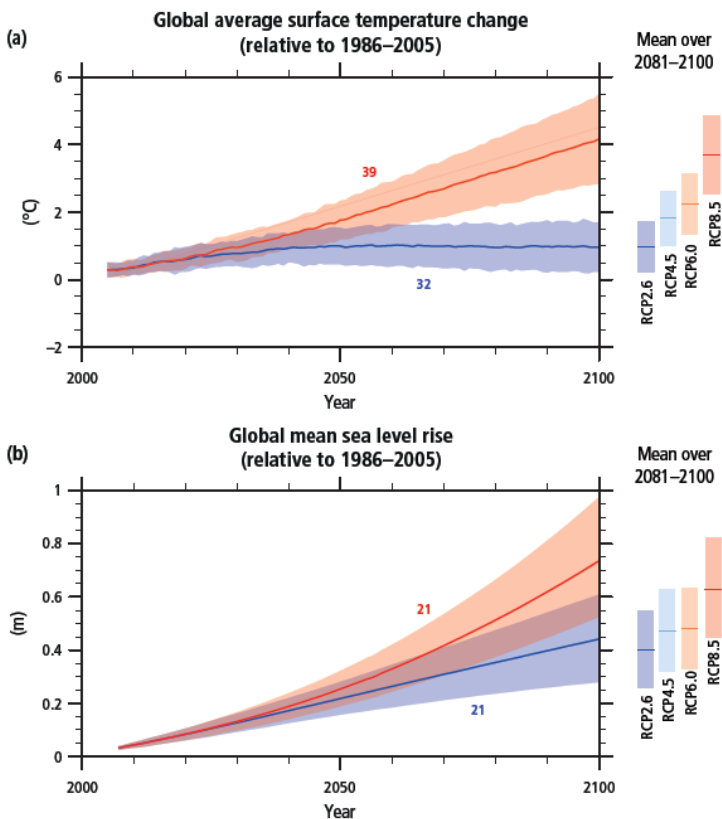 (a)
Global average surface temperature change
(relative to 1986–2005)
Mean over
2081–2100
6
4
2
0
–2
(°C)
39
32
2000
2050
2100
Year
RCP2.6
RCP4.5
RCP6.0
RCP8.5
(b)
Global mean sea level rise
(relative to 1986–2005)
Mean over
2081–2100
1
0.8
0.6
0.4
0.2
0
(m)
21
21
2000
2050
2100
Year
RCP2.6
RCP4.5
RCP6.0
RCP8.5